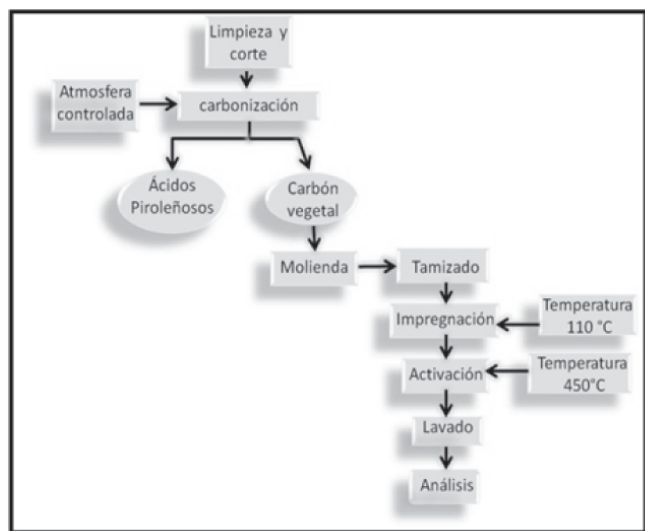 Limpieza y
corte
Atmosfera
controlada
carbonización
Ácidos
Piroleñosos
Carbón
vegetal
Molienda
Tamizado
Impregnación
Temperatura
110 °C
Activación
Temperatura
450°C
Lavado
Análisis